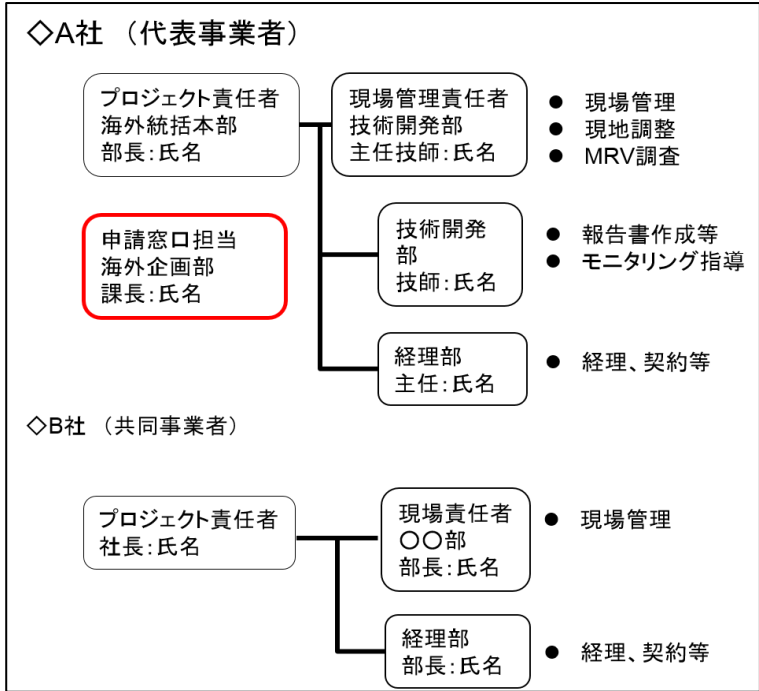 ◇A社 （代表事業者）
プロジェクト責任者
海外統括本部
部長：氏名
現場管理責任者
技術開発部
主任技師：氏名
● 現場管理
● 現地調整
● MRV調査
申請窓口担当
海外企画部
課長：氏名
技術開発
部
技師：氏名
● 報告書作成等
● モニタリング指導
経理部
主任：氏名
● 経理、契約等
◇B社 （共同事業者）
プロジェクト責任者
社長：氏名
現場責任者
〇〇部
部長：氏名
● 現場管理
経理部
部長：氏名
● 経理、契約等